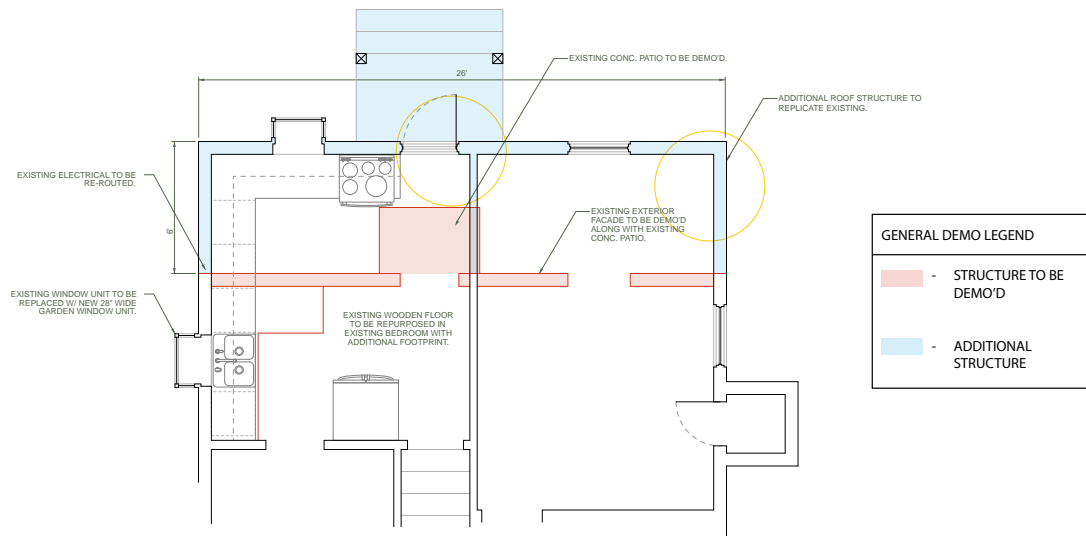 EXISTING CONC. PATIO TO BE DEMO'D.
26'
ADDITIONAL ROOF STRUCTURE TO
REPLICATE EXISTING.
EXISTING ELECTRICAL TO BE
RE-ROUTED.
6'
EXISTING EXTERIOR
FACADE TO BE DEMO'D
ALONG WITH EXISTING
CONC. PATIO.
EXISTING WINDOW UNIT TO BE
REPLACED W/ NEW 28" WIDE
GARDEN WINDOW UNIT.
EXISTING WOODEN FLOOR
TO BE REPURPOSED IN
EXISTING BEDROOM WITH
ADDITIONAL FOOTPRINT.
GENERAL DEMO LEGEND
- STRUCTURE TO BE
DEMO'D
- ADDITIONAL
STRUCTURE